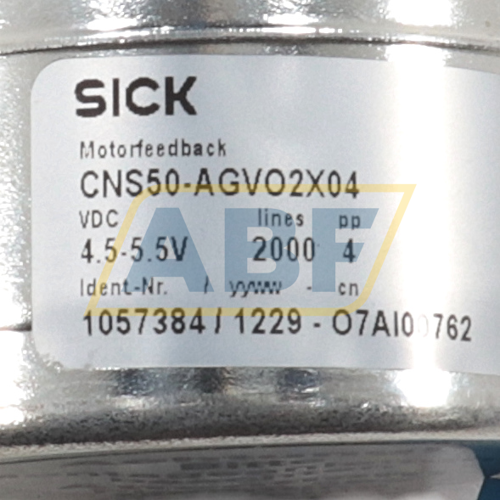 SICK
Motorfeedback
CNS50-AGVO2X04
VDC lines pp
4.5-5.5V 2000 4
Ident.-Nr. / yyww - cn
1057384 / 1229 - O7AI00762
ABF